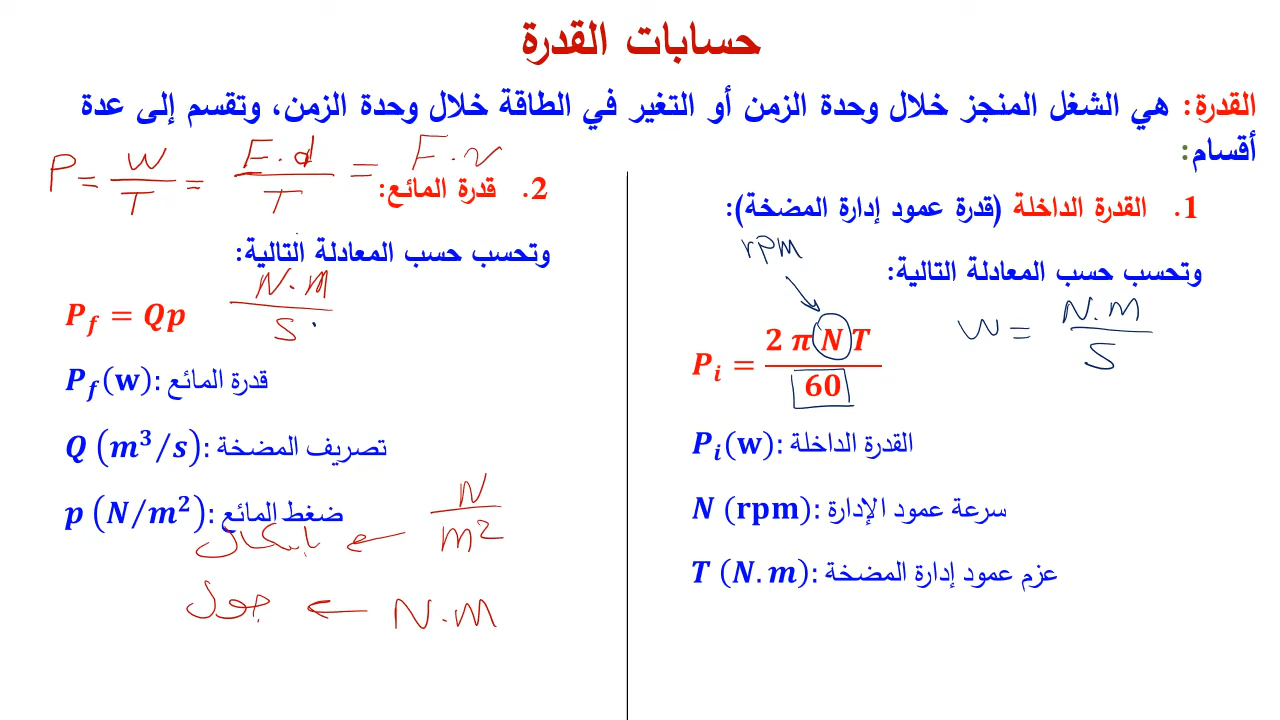 حسابات القدرة
القدرة: هي الشغل المنجز خلال وحدة الزمن أو التغير في الطاقة خلال وحدة الزمن، وتقسم إلى عدة
أقسام:
1. القدرة الداخلة (قدرة عمود إدارة المضخة):
rpm
وتحسب حسب المعادلة التالية:
P_i = (2 π N T)/60
W = N.m/S
P_i(w): القدرة الداخلة
N (rpm): سرعة عمود الإدارة
T (N.m): عزم عمود إدارة المضخة
P = W/T = F.d/T = F.v
2. قدرة المائع:
وتحسب حسب المعادلة التالية:
N.m/S
P_f = Qp
P_f(w): قدرة المائع
Q (m³/s): تصريف المضخة
p (N/m²): ضغط المائع
N/m² ← باسكال
N.m ← جول